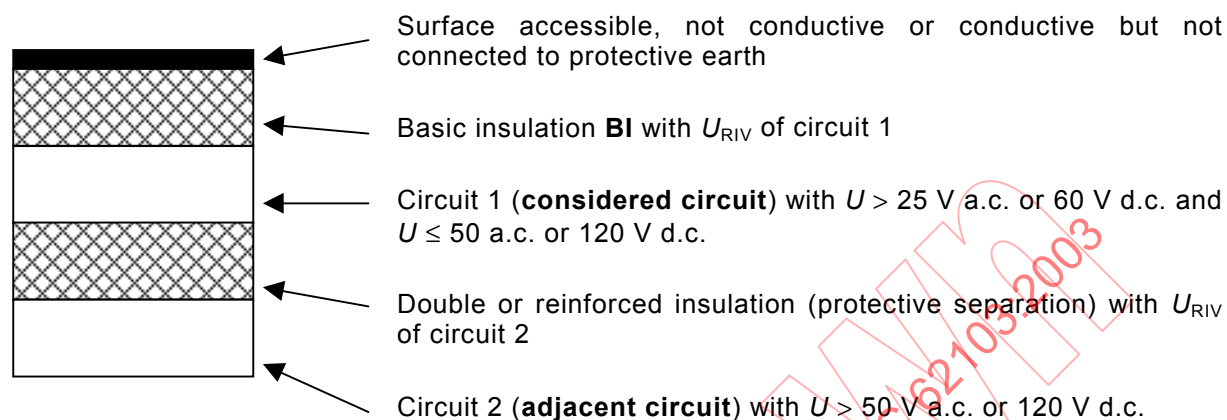 Surface accessible, not conductive or conductive but not
connected to protective earth
Basic insulation BI with URIV of circuit 1
Circuit 1 (considered circuit) with U > 25 V a.c. or 60 V d.c. and
U ≤ 50 a.c. or 120 V d.c.
Double or reinforced insulation (protective separation) with URIV
of circuit 2
Circuit 2 (adjacent circuit) with U > 50 V a.c. or 120 V d.c.
62103:2003